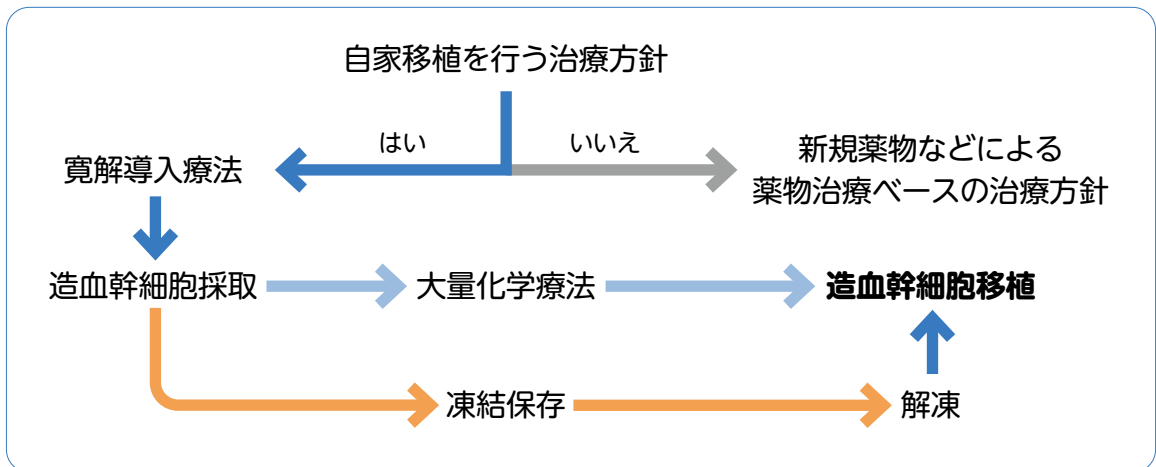 自家移植を行う治療方針
はい
いいえ
寛解導入療法
新規薬物などによる
薬物治療ベースの治療方針
造血幹細胞採取
大量化学療法
造血幹細胞移植
凍結保存
解凍